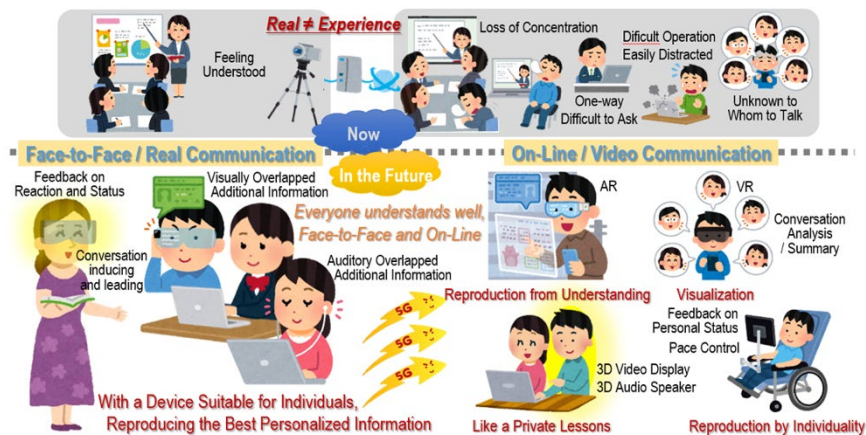 Real ≠ Experience
Feeling
Understood
Loss of Concentration
One-way
Difficult to Ask
Dificult Operation
Easily Distracted
Unknown to
Whom to Talk
Now
In the Future
Face-to-Face / Real Communication
On-Line / Video Communication
Feedback on
Reaction and Status
Visually Overlapped
Additional Information
Conversation
inducing
and leading
Everyone understands well,
Face-to-Face and On-Line
Auditory Overlapped
Additional Information
5G
5G
5G
With a Device Suitable for Individuals,
Reproducing the Best Personalized Information
AR
Reproduction from Understanding
VR
Conversation
Analysis
/ Summary
Visualization
3D Video Display
3D Audio Speaker
Like a Private Lessons
Feedback on
Personal Status
Pace Control
Reproduction by Individuality